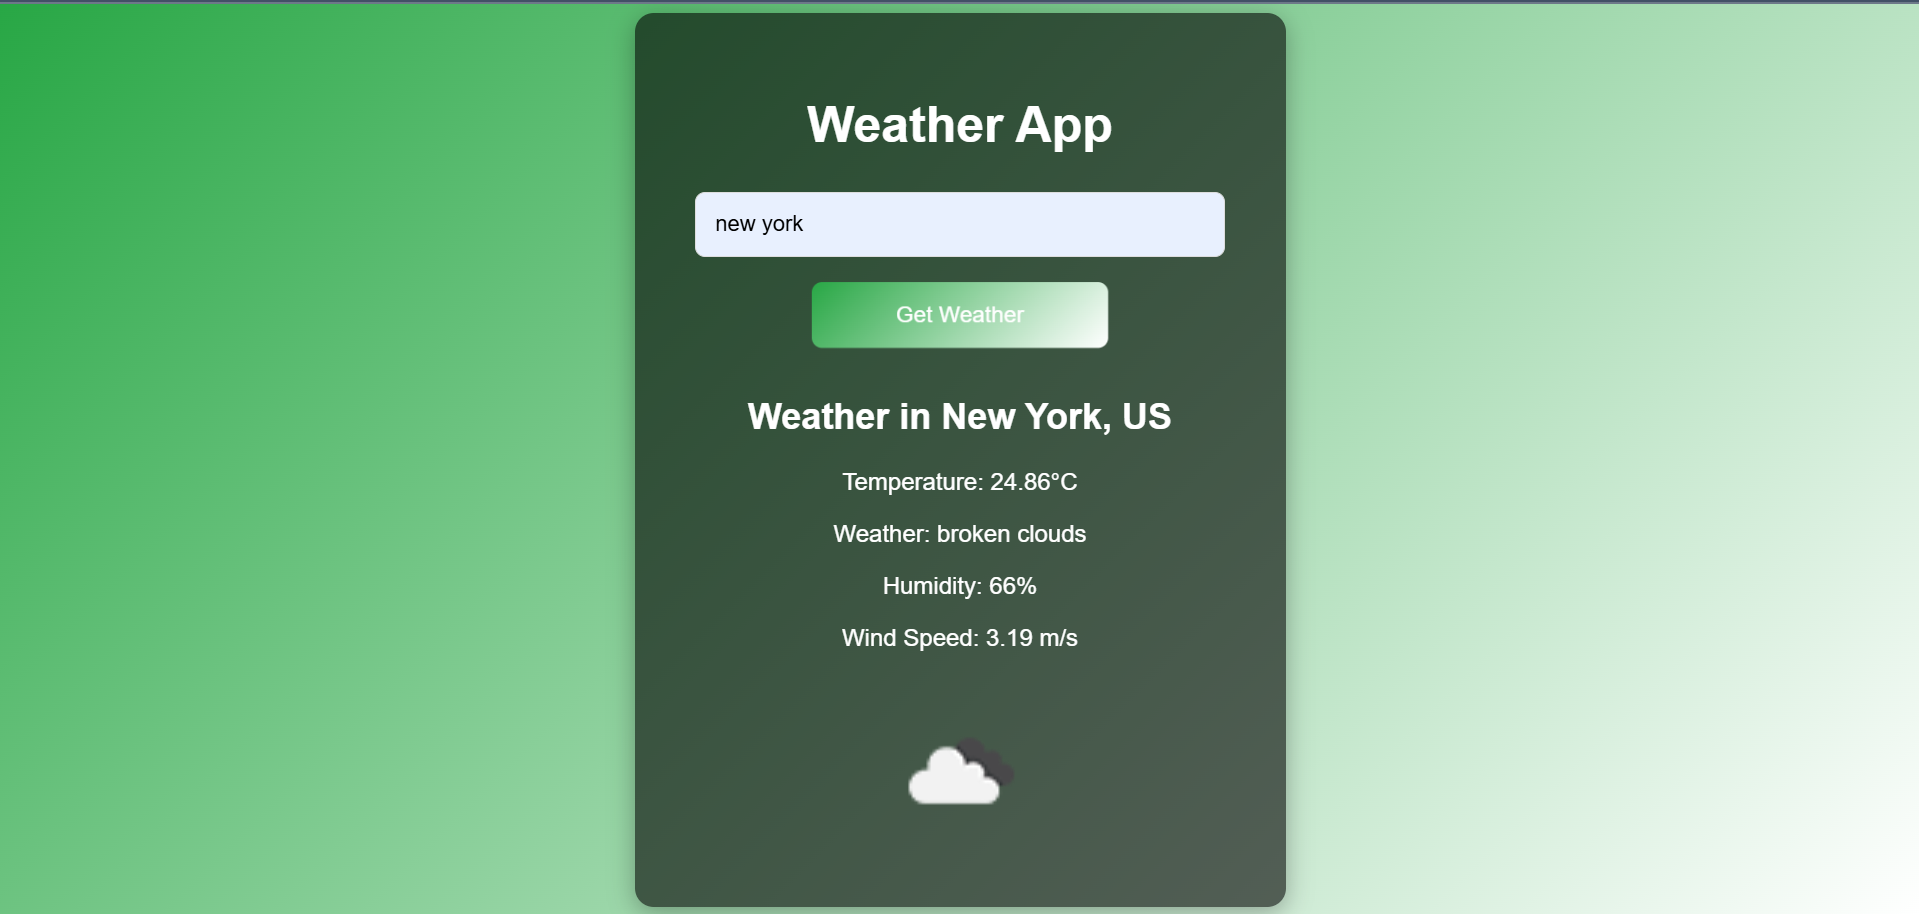 Weather App
new york
Get Weather
Weather in New York, US
Temperature: 24.86°C
Weather: broken clouds
Humidity: 66%
Wind Speed: 3.19 m/s